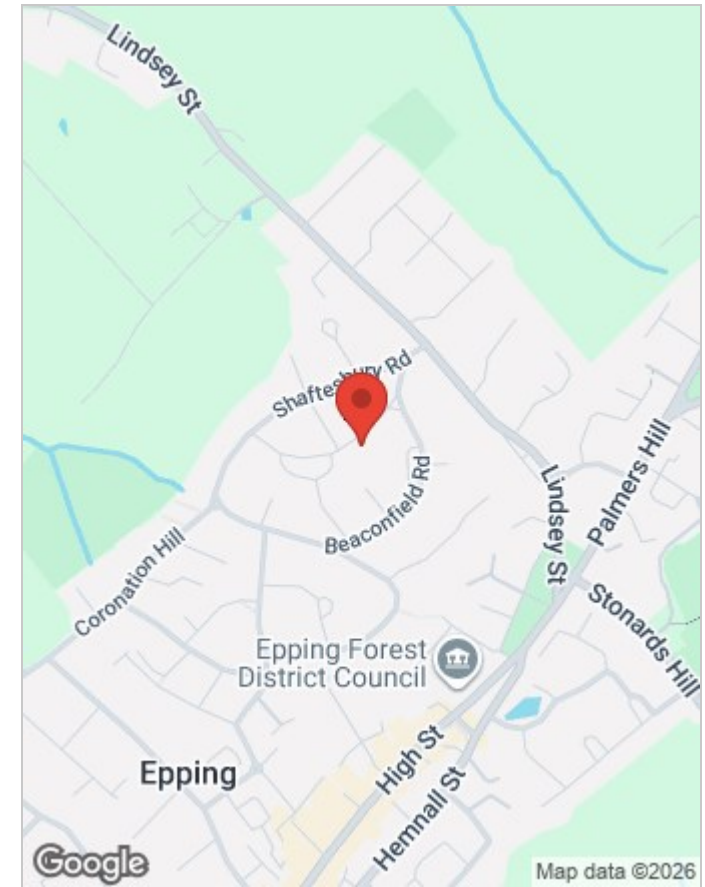 Lindsey St
Shaftesbury Rd
Palmers Hill
Lindsey St
Beaconfield Rd
Coronation Hill
Stonards Hill
Epping Forest
District Council
High St
Epping
Hemnall St
Google
Map data ©2026